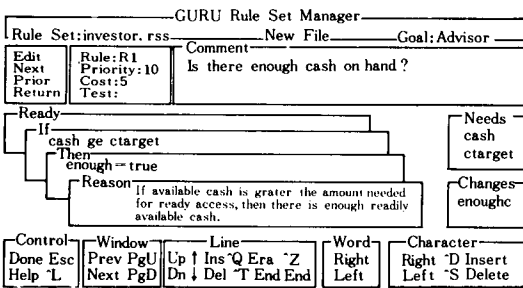 GURU Rule Set Manager
Rule Set:investor. rss New File Goal: Advisor
Edit
Next
Prior
Return
Rule: R1
Priority: 10
Cost: 5
Test:
Comment
Is there enough cash on hand ?
Ready
If
cash ge ctarget
Then
enough=true
Reason
If available cash is grater the amount needed
for ready access, then there is enough readily
available cash.
Needs
cash
ctarget
Changes
enoughc
Control
Done Esc
Help ^L
Window
Prev PgU
Next PgD
Line
Up ↑ Ins ^Q Era ^Z
Dn ↓ Del ^T End End
Word
Right
Left
Character
Right ^D Insert
Left ^S Delete